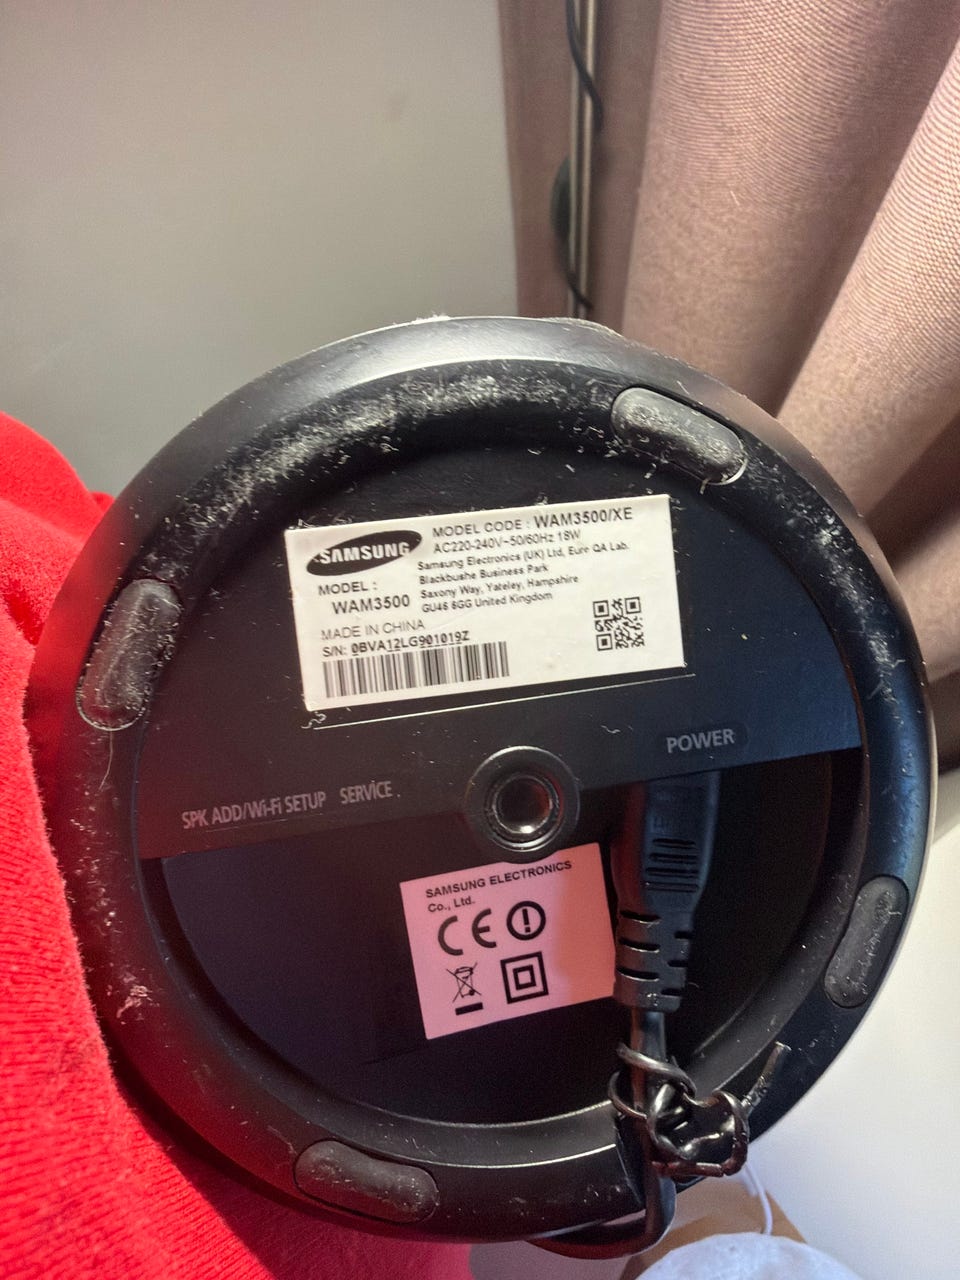 SAMSUNG
MODEL :
WAM3500
MODEL CODE : WAM3500/XE
AC220-240V~50/60Hz 18W
Samsung Electronics (UK) Ltd, Euro QA Lab.
Blackbushe Business Park
Saxony Way, Yateley, Hampshire
GU46 6GG United Kingdom
MADE IN CHINA
S/N: 0BVA12LG901019Z
POWER
SPK ADD/Wi-Fi SETUP SERVICE
SAMSUNG ELECTRONICS
Co., Ltd.
CE